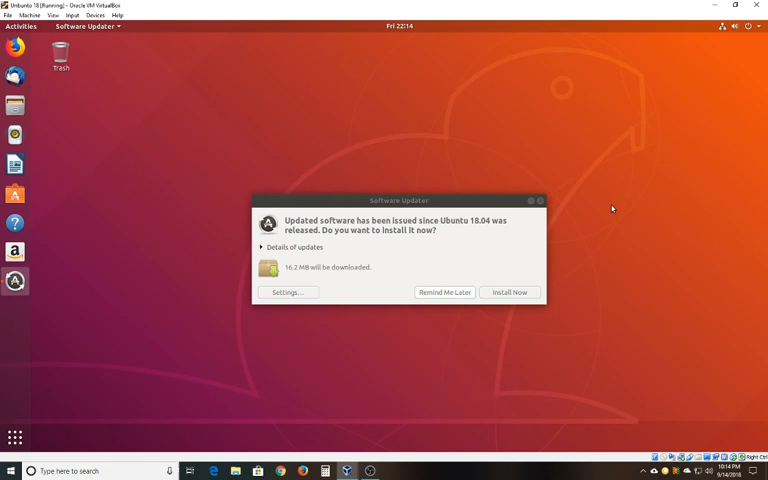 Unbunto 18 [Running] - Oracle VM VirtualBox
File Machine View Input Devices Help
Activities Software Updater Fri 22:14
Trash
Software Updater
Updated software has been issued since Ubuntu 18.04 was
released. Do you want to install it now?
Details of updates
16.2 MB will be downloaded.
Settings... Remind Me Later Install Now
Right Ctrl
Type here to search
10:14 PM
9/14/2018